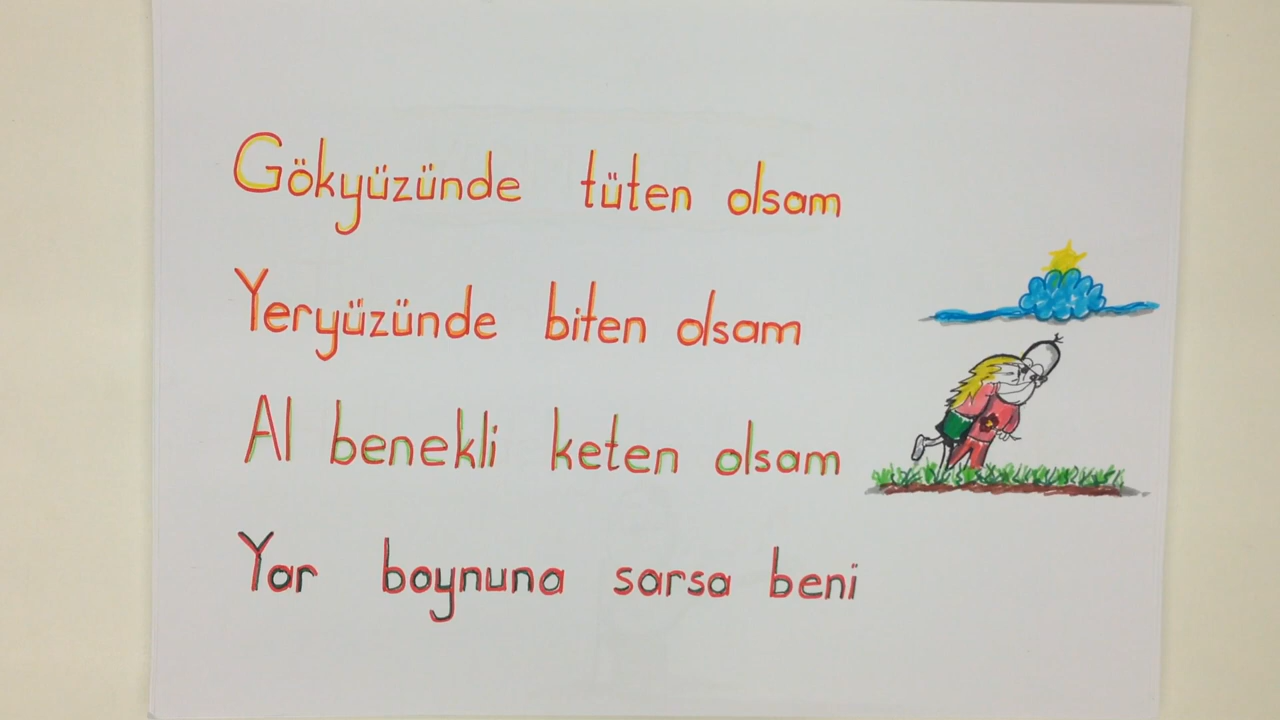 Gökyüzünde tüten olsam
Yeryüzünde biten olsam
Al benekli keten olsam
Yar boynuna sarsa beni